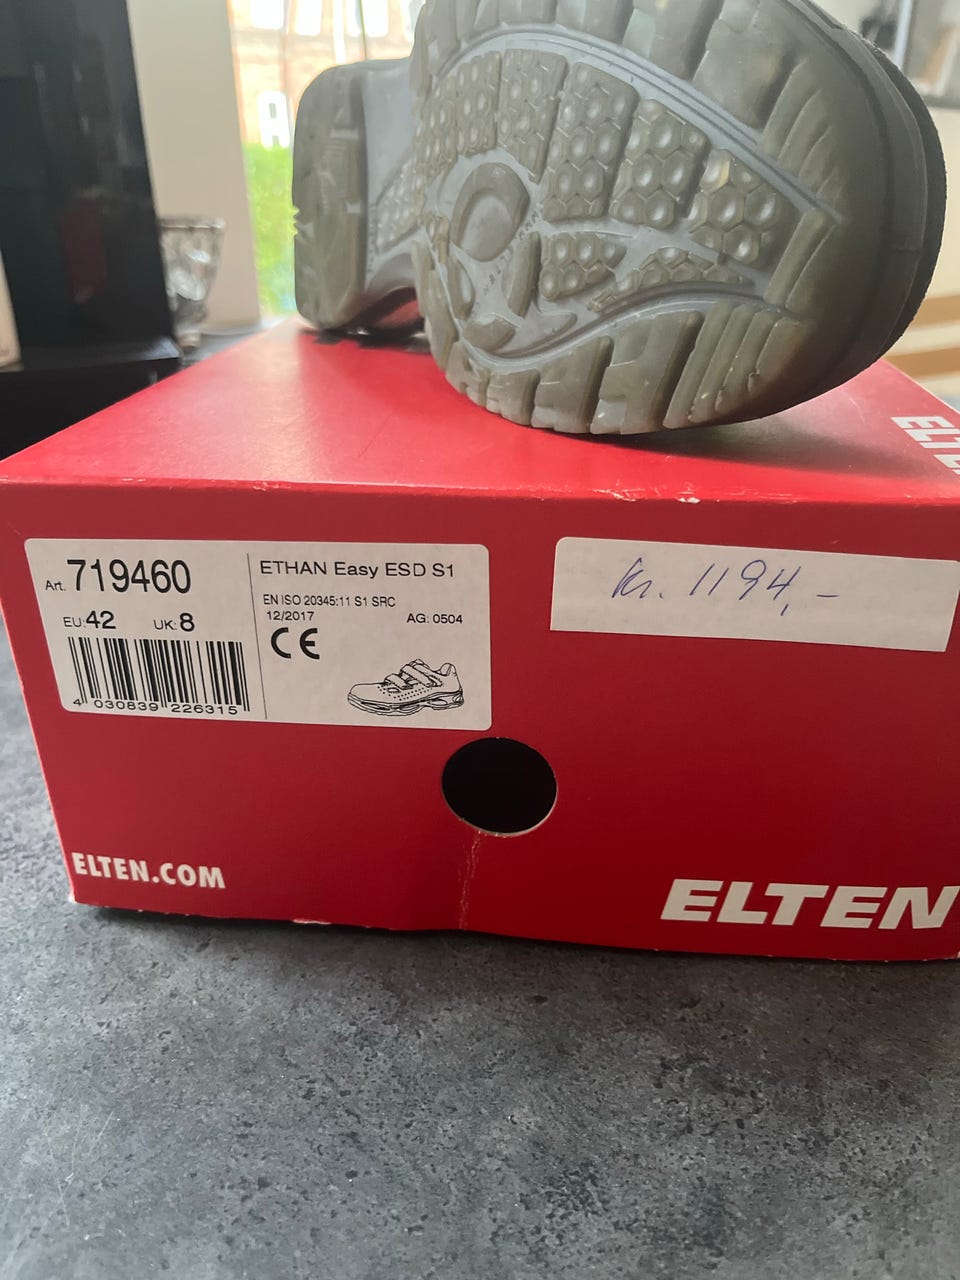 ELTEN
Art. 719460
EU: 42 UK: 8
4 030839 226315
ETHAN Easy ESD S1
EN ISO 20345:11 S1 SRC
12/2017 AG: 0504
CE
kr. 1194,-
ELTEN.COM
ELTEN